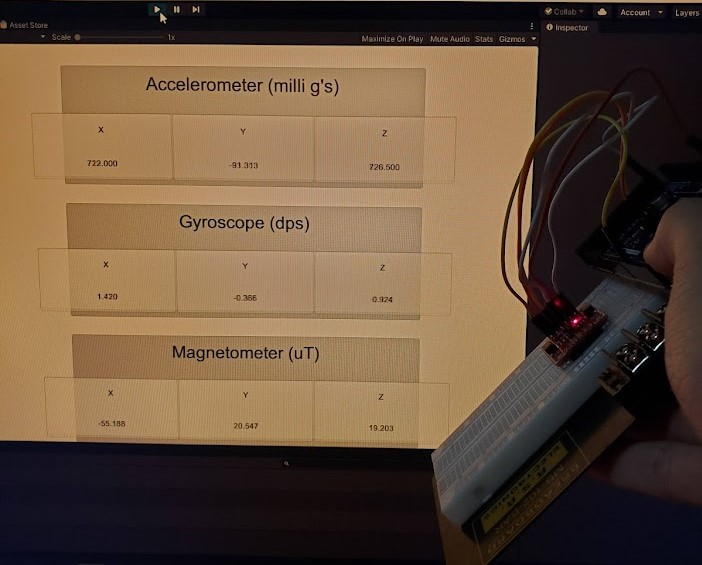 Collab
Account
Layers
Asset Store
Inspector
Scale 1x
Maximize On Play Mute Audio Stats Gizmos
Accelerometer (milli g's)
X Y Z
722.000 -91.313 726.500
Gyroscope (dps)
X Y Z
1.420 -0.366 0.924
Magnetometer (uT)
X Y Z
-55.188 20.547 19.203